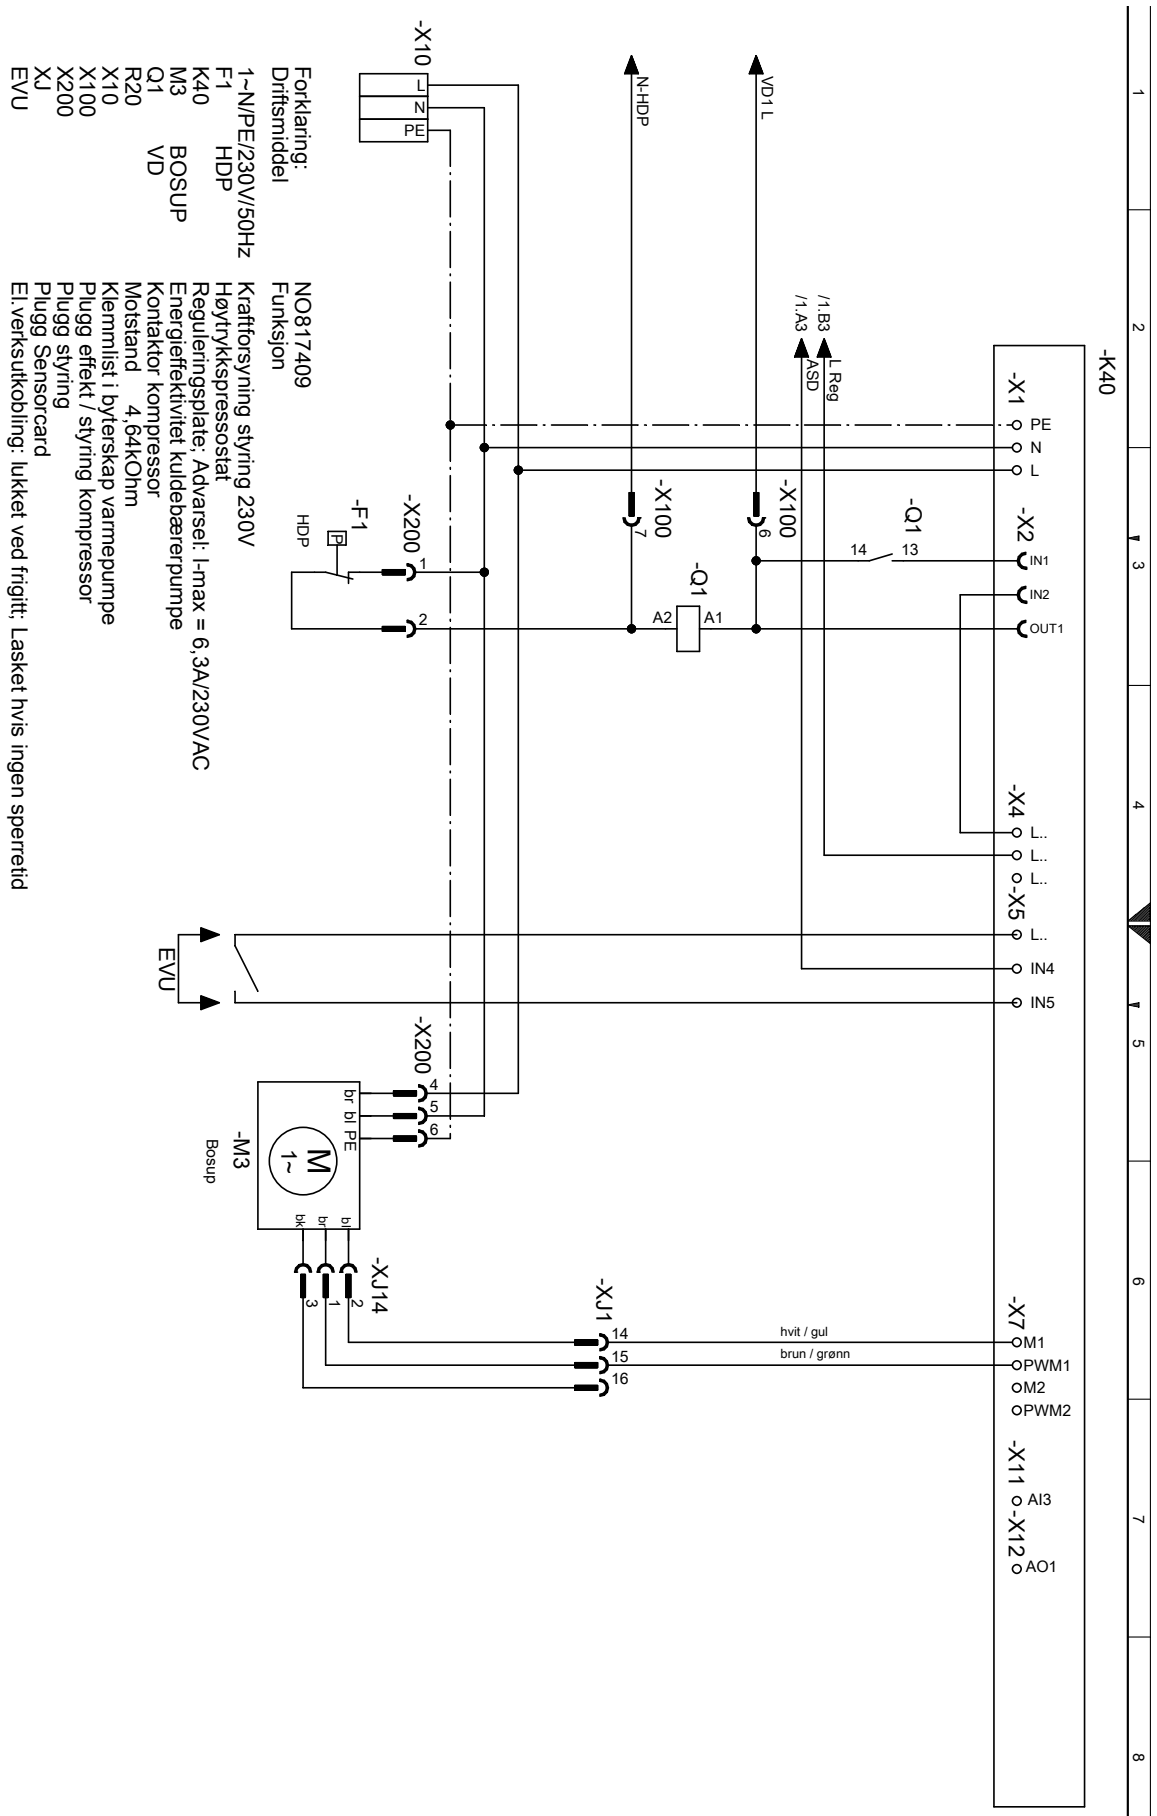 1
2
3
4
5
6
7
8
-K40
-X1
PE
N
L
-X2
IN1
IN2
OUT1
-X4
L..
L..
L..
-X5
L..
IN4
IN5
-X7
M1
PWM1
M2
PWM2
-X11
AI3
-X12
AO1
-Q1
14
13
/1.B3
L Reg
/1.A3
ASD
VD1 L
-X100
6
N-HDP
-X100
7
-Q1
A2
A1
-X10
L
N
PE
-X200
1
2
-F1
P
HDP
EVU
-X200
4
5
6
br
bl
PE
M
1~
-M3
Bosup
bk
br
bl
-XJ14
3
1
2
-XJ1
14
15
16
hvit / gul
brun / grønn
Forklaring: NO817409
Driftsmiddel Funksjon
1~N/PE/230V/50Hz Kraftforsyning styring 230V
F1 HDP Høytrykkspressostat
K40 Reguleringsplate; Advarsel: I-max = 6,3A/230VAC
M3 BOSUP Energieffektivitet kuldebærerpumpe
Q1 VD Kontaktor kompressor
R20 Motstand 4,64kOhm
X10 Klemmlist i byterskap varmepumpe
X100 Plugg effekt / styring kompressor
X200 Plugg styring
XJ Plugg Sensorcard
EVU El.verksutkobling: lukket ved frigitt; Lasket hvis ingen sperretid